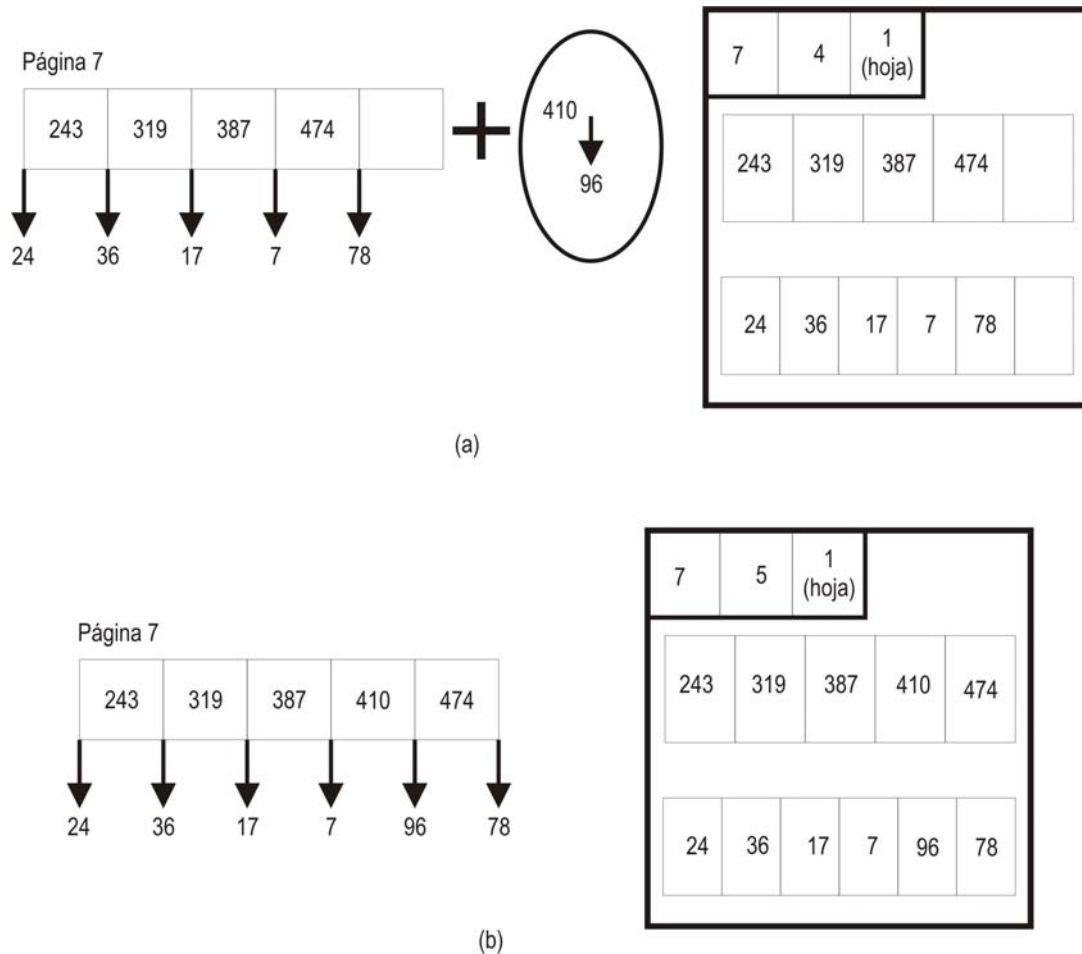 Página 7
243 319 387 474
24 36 17 7 78
410
96
7 4 1
(hoja)
243 319 387 474
24 36 17 7 78
(a)
Página 7
243 319 387 410 474
24 36 17 7 96 78
7 5 1
(hoja)
243 319 387 410 474
24 36 17 7 96 78
(b)